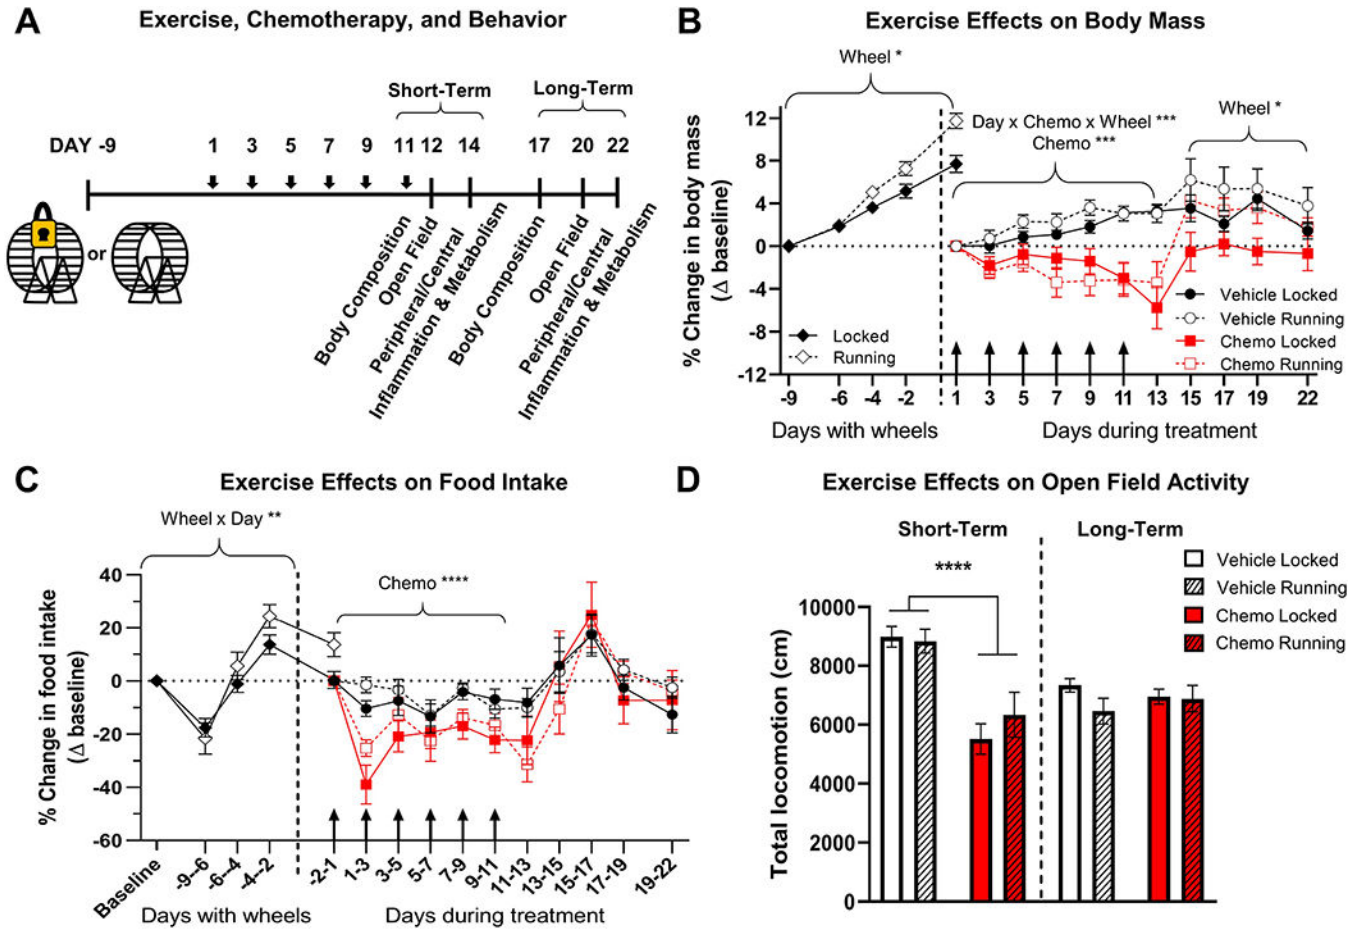 A
Exercise, Chemotherapy, and Behavior
Short-Term
Long-Term
DAY -9 1 3 5 7 9 11 12 14 17 20 22
or
Body Composition
Open Field
Peripheral/Central
Inflammation & Metabolism
Body Composition
Open Field
Peripheral/Central
Inflammation & Metabolism
B
Exercise Effects on Body Mass
Wheel *
Day x Chemo x Wheel ***
Chemo ***
Wheel *
% Change in body mass
(Δ baseline)
12
8
4
0
-4
-8
-12
Locked
Running
Vehicle Locked
Vehicle Running
Chemo Locked
Chemo Running
-9 -6 -4 -2 1 3 5 7 9 11 13 15 17 19 22
Days with wheels
Days during treatment
C
Exercise Effects on Food Intake
Wheel x Day **
Chemo ****
% Change in food intake
(Δ baseline)
40
20
0
-20
-40
-60
Baseline -9--6 -6--4 -4--2 -2-1 1-3 3-5 5-7 7-9 9-11 11-13 13-15 15-17 17-19 19-22
Days with wheels
Days during treatment
D
Exercise Effects on Open Field Activity
Short-Term
Long-Term
****
Vehicle Locked
Vehicle Running
Chemo Locked
Chemo Running
Total locomotion (cm)
10000
8000
6000
4000
2000
0